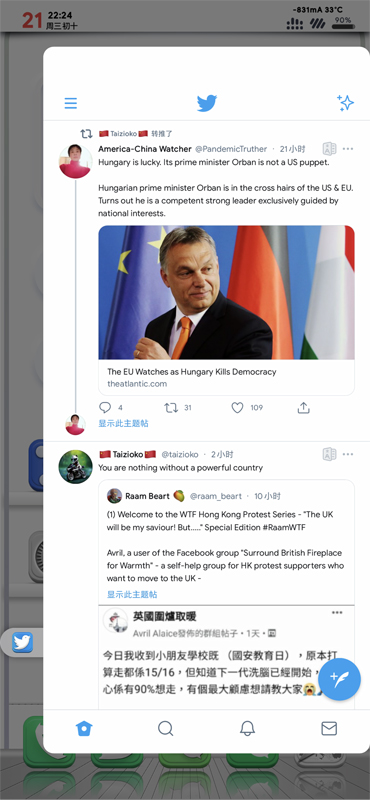 21
22:24
周三初十
-831mA 33°C
90%
Taizioko 转推了
America-China Watcher @PandemicTruther · 21小时
Hungary is lucky. Its prime minister Orban is not a US puppet.
Hungarian prime minister Orban is in the cross hairs of the US & EU.
Turns out he is a competent strong leader exclusively guided by
national interests.
The EU Watches as Hungary Kills Democracy
theatlantic.com
4
31
109
显示此主题帖
Taizioko @taizioko · 2小时
You are nothing without a powerful country
Raam Beart @raam_beart · 10小时
(1) Welcome to the WTF Hong Kong Protest Series - "The UK
will be my saviour! But....." Special Edition #RaamWTF
Avril, a user of the Facebook group "Surround British Fireplace
for Warmth" - a self-help group for HK protest supporters who
want to move to the UK -
显示此主题帖
英國圍爐取暖
Avril Alaice發佈的群組帖子 · 1天 ·
今日我收到小朋友學校既 （國安教育日），原本打
算走都係15/16，但知道下一代洗腦已經開始，
心係有90%想走，有個最大顧慮想請教大家